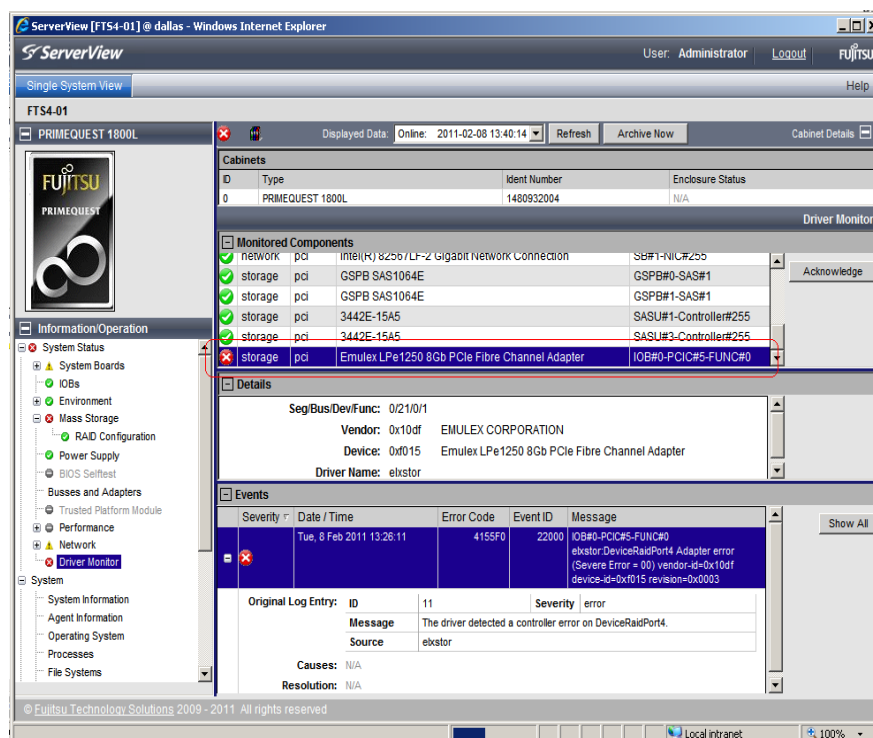 ServerView [FTS4-01] @ dallas - Windows Internet Explorer
ServerView
User: Administrator Logout FUJITSU
Single System View Help
FTS4-01
PRIMEQUEST 1800L
Displayed Data: Online: 2011-02-08 13:40:14 Refresh Archive Now Cabinet Details
FUJITSU
PRIMEQUEST
Cabinets
ID Type Ident Number Enclosure Status
0 PRIMEQUEST 1800L 1480932004 N/A
Driver Monitor
Monitored Components
network pci Intel(R) 82567LF-2 Gigabit Network Connection SB#1-NIC#255
Acknowledge
storage pci GSPB SAS1064E GSPB#0-SAS#1
storage pci GSPB SAS1064E GSPB#1-SAS#1
storage pci 3442E-15A5 SASU#1-Controller#255
storage pci 3442E-15A5 SASU#3-Controller#255
storage pci Emulex LPe1250 8Gb PCIe Fibre Channel Adapter IOB#0-PCIC#5-FUNC#0
Information/Operation
System Status
System Boards
IOBs
Environment
Mass Storage
RAID Configuration
Power Supply
BIOS Selftest
Busses and Adapters
Trusted Platform Module
Performance
Network
Driver Monitor
System
System Information
Agent Information
Operating System
Processes
File Systems
Details
Seg/Bus/Dev/Func: 0/21/0/1
Vendor: 0x10df EMULEX CORPORATION
Device: 0xf015 Emulex LPe1250 8Gb PCIe Fibre Channel Adapter
Driver Name: elxstor
Events
Severity Date / Time Error Code Event ID Message
Show All
Tue, 8 Feb 2011 13:26:11 4155F0 22000 IOB#0-PCIC#5-FUNC#0
elxstor:DeviceRaidPort4 Adapter error
(Severe Error = 00) vendor-id=0x10df
device-id=0xf015 revision=0x0003
Original Log Entry: ID 11 Severity error
Message The driver detected a controller error on DeviceRaidPort4.
Source elxstor
Causes: N/A
Resolution: N/A
© Fujitsu Technology Solutions 2009 - 2011 All rights reserved
Local intranet 100%